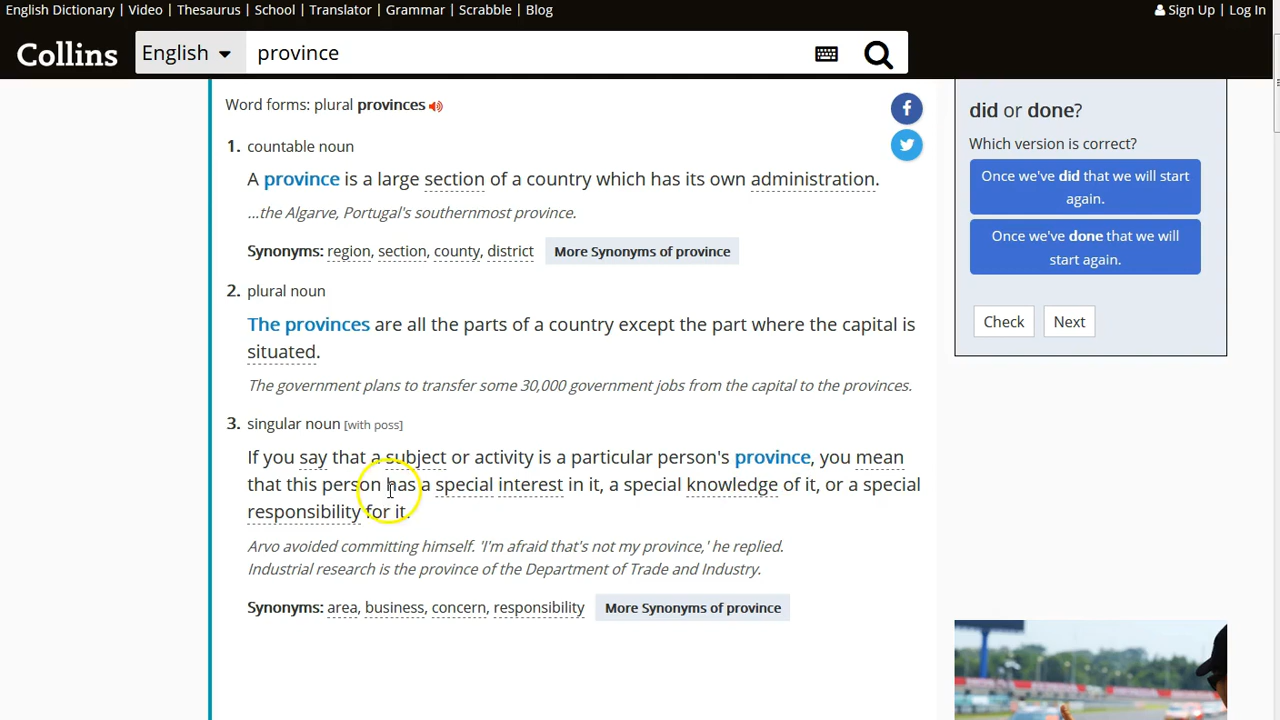 English Dictionary | Video | Thesaurus | School | Translator | Grammar | Scrabble | Blog
Sign Up | Log In
Collins
English
province
Word forms: plural provinces
1. countable noun
A province is a large section of a country which has its own administration.
...the Algarve, Portugal's southernmost province.
Synonyms: region, section, county, district
More Synonyms of province
2. plural noun
The provinces are all the parts of a country except the part where the capital is
situated.
The government plans to transfer some 30,000 government jobs from the capital to the provinces.
3. singular noun [with poss]
If you say that a subject or activity is a particular person's province, you mean
that this person has a special interest in it, a special knowledge of it, or a special
responsibility for it.
Arvo avoided committing himself. 'I'm afraid that's not my province,' he replied.
Industrial research is the province of the Department of Trade and Industry.
Synonyms: area, business, concern, responsibility
More Synonyms of province
did or done?
Which version is correct?
Once we've did that we will start
again.
Once we've done that we will
start again.
Check
Next